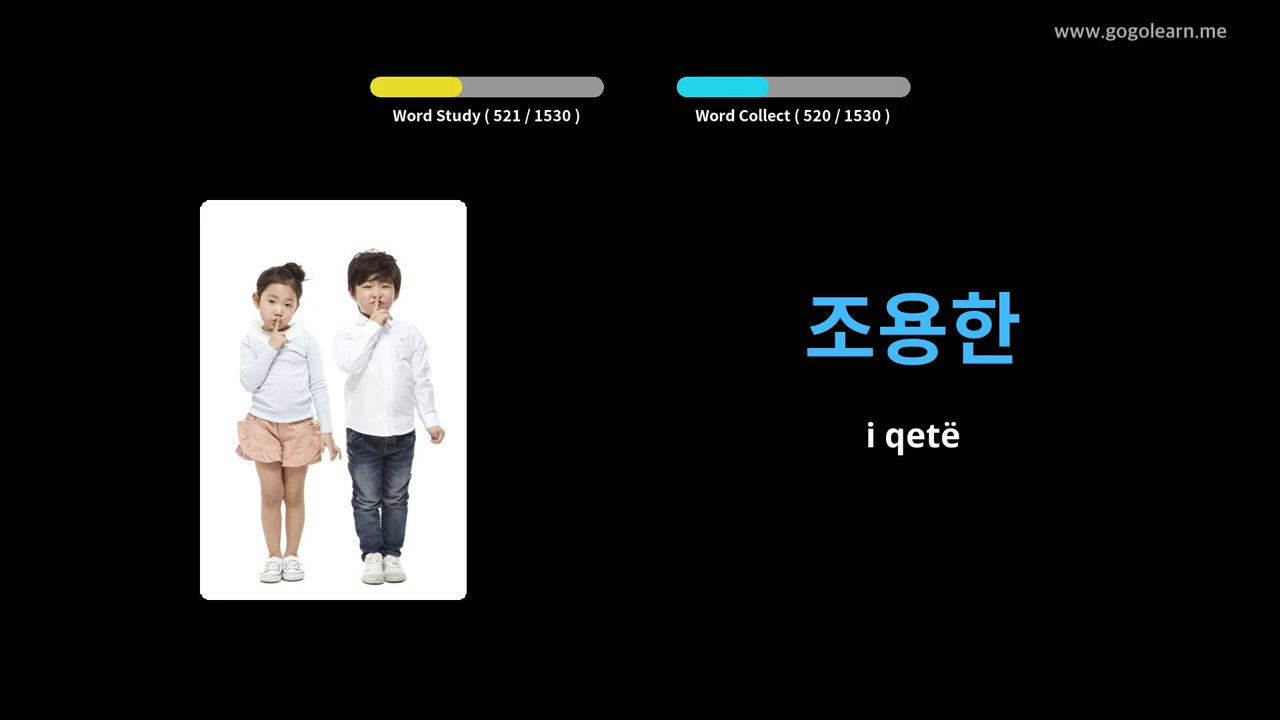 www.gogolearn.me
Word Study ( 521 / 1530 )
Word Collect ( 520 / 1530 )
조용한
i qetë